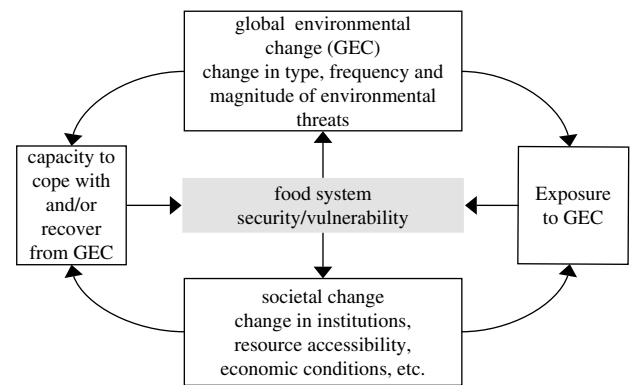 global environmental
change (GEC)
change in type, frequency and
magnitude of environmental
threats
capacity to
cope with
and/or
recover
from GEC
food system
security/vulnerability
Exposure
to GEC
societal change
change in institutions,
resource accessibility,
economic conditions, etc.